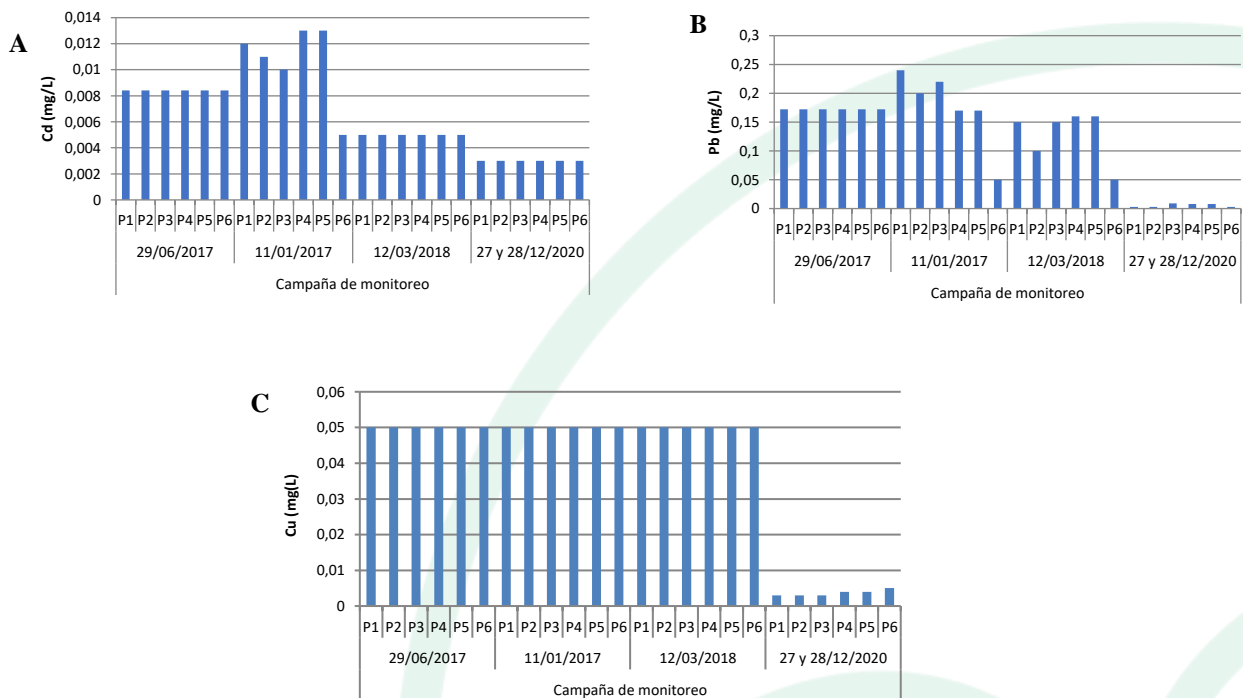 A
Cd (mg/L)
0,014
0,012
0,01
0,008
0,006
0,004
0,002
0
P1 P2 P3 P4 P5 P6 P1 P2 P3 P4 P5 P6 P1 P2 P3 P4 P5 P6 P1 P2 P3 P4 P5 P6
29/06/2017 11/01/2017 12/03/2018 27 y 28/12/2020
Campaña de monitoreo
B
Pb (mg/L)
0,3
0,25
0,2
0,15
0,1
0,05
0
P1 P2 P3 P4 P5 P6 P1 P2 P3 P4 P5 P6 P1 P2 P3 P4 P5 P6 P1 P2 P3 P4 P5 P6
29/06/2017 11/01/2017 12/03/2018 27 y 28/12/2020
Campaña de monitoreo
C
Cu (mg(L)
0,06
0,05
0,04
0,03
0,02
0,01
0
P1 P2 P3 P4 P5 P6 P1 P2 P3 P4 P5 P6 P1 P2 P3 P4 P5 P6 P1 P2 P3 P4 P5 P6
29/06/2017 11/01/2017 12/03/2018 27 y 28/12/2020
Campaña de monitoreo